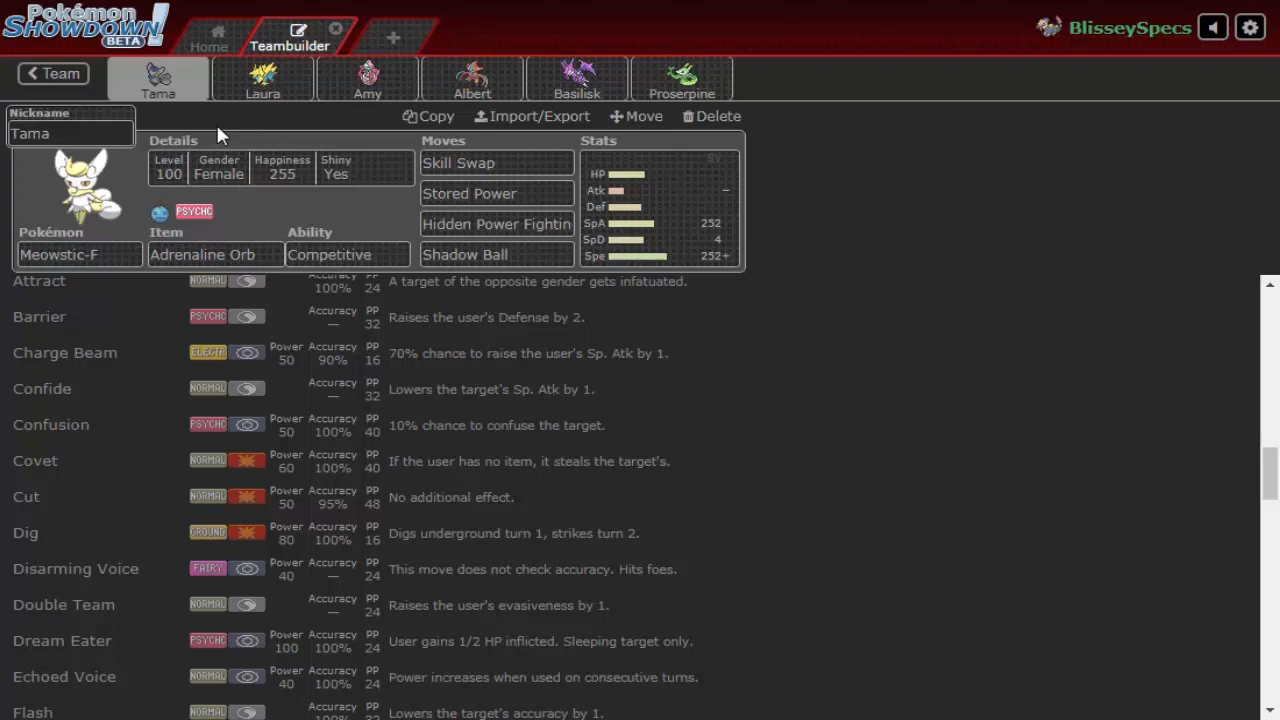 Pokémon
SHOWDOWN!
BETA
Home
Teambuilder
+
BlisseySpecs
Team
Tama
Laura
Amy
Albert
Basilisk
Proserpine
Copy Import/Export Move Delete
Nickname
Tama
Details
Level Gender Happiness Shiny
100 Female 255 Yes
PSYCHC
Pokémon Item Ability
Meowstic-F Adrenaline Orb Competitive
Moves
Skill Swap
Stored Power
Hidden Power Fightin
Shadow Ball
Stats
EV
HP
Atk –
Def
SpA 252
SpD 4
Spe 252+
Attract NORMAL Accuracy 100% PP 24 A target of the opposite gender gets infatuated.
Barrier PSYCHC Accuracy — PP 32 Raises the user's Defense by 2.
Charge Beam ELECTR Power 50 Accuracy 90% PP 16 70% chance to raise the user's Sp. Atk by 1.
Confide NORMAL Accuracy — PP 32 Lowers the target's Sp. Atk by 1.
Confusion PSYCHC Power 50 Accuracy 100% PP 40 10% chance to confuse the target.
Covet NORMAL Power 60 Accuracy 100% PP 40 If the user has no item, it steals the target's.
Cut NORMAL Power 50 Accuracy 95% PP 48 No additional effect.
Dig GROUND Power 80 Accuracy 100% PP 16 Digs underground turn 1, strikes turn 2.
Disarming Voice FAIRY Power 40 Accuracy — PP 24 This move does not check accuracy. Hits foes.
Double Team NORMAL Accuracy — PP 24 Raises the user's evasiveness by 1.
Dream Eater PSYCHC Power 100 Accuracy 100% PP 24 User gains 1/2 HP inflicted. Sleeping target only.
Echoed Voice NORMAL Power 40 Accuracy 100% PP 24 Power increases when used on consecutive turns.
Flash NORMAL Accuracy 100% PP 32 Lowers the target's accuracy by 1.